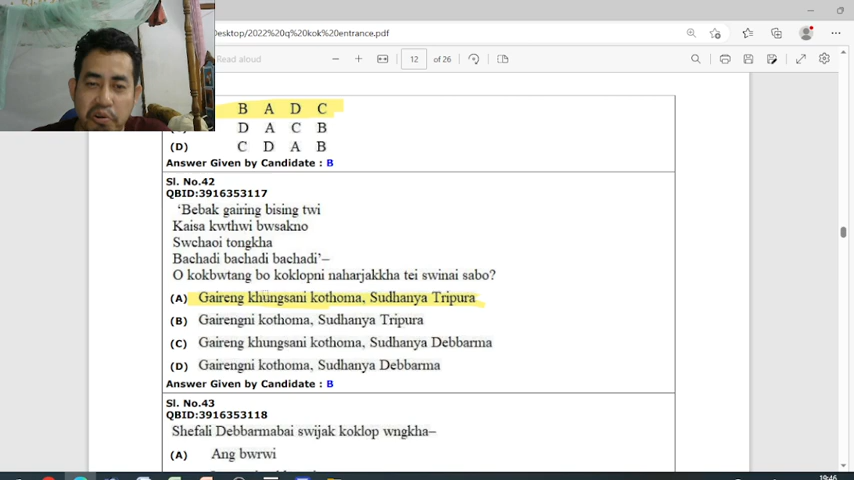 Desktop/2022%20q%20kok%20entrance.pdf
Read aloud
12 of 26
B A D C
D A C B
(D) C D A B
Answer Given by Candidate : B
Sl. No.42
QBID:3916353117
‘Bebak gairing bising twi
Kaisa kwthwi bwsakno
Swchaoi tongkha
Bachadi bachadi bachadi’–
O kokbwtang bo koklopni naharjakkha tei swinai sabo?
(A) Gaireng khungsani kothoma, Sudhanya Tripura
(B) Gairengni kothoma, Sudhanya Tripura
(C) Gaireng khungsani kothoma, Sudhanya Debbarma
(D) Gairengni kothoma, Sudhanya Debbarma
Answer Given by Candidate : B
Sl. No.43
QBID:3916353118
Shefali Debbarmabai swijak koklop wngkha–
(A) Ang bwrwi
19:46